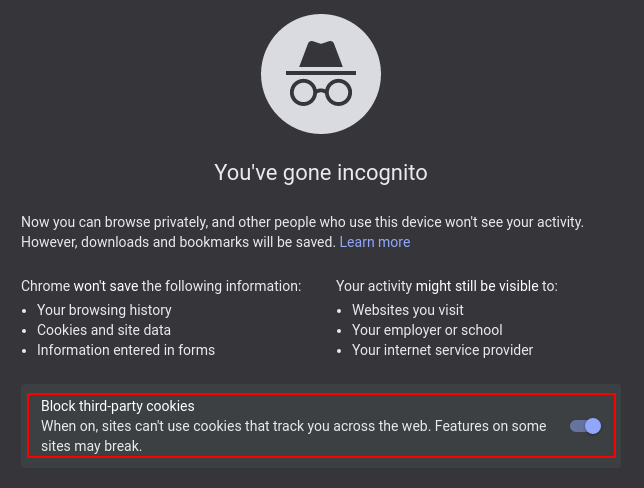 You've gone incognito
Now you can browse privately, and other people who use this device won't see your activity.
However, downloads and bookmarks will be saved. Learn more
Chrome won't save the following information:
• Your browsing history
• Cookies and site data
• Information entered in forms
Your activity might still be visible to:
• Websites you visit
• Your employer or school
• Your internet service provider
Block third-party cookies
When on, sites can't use cookies that track you across the web. Features on some
sites may break.